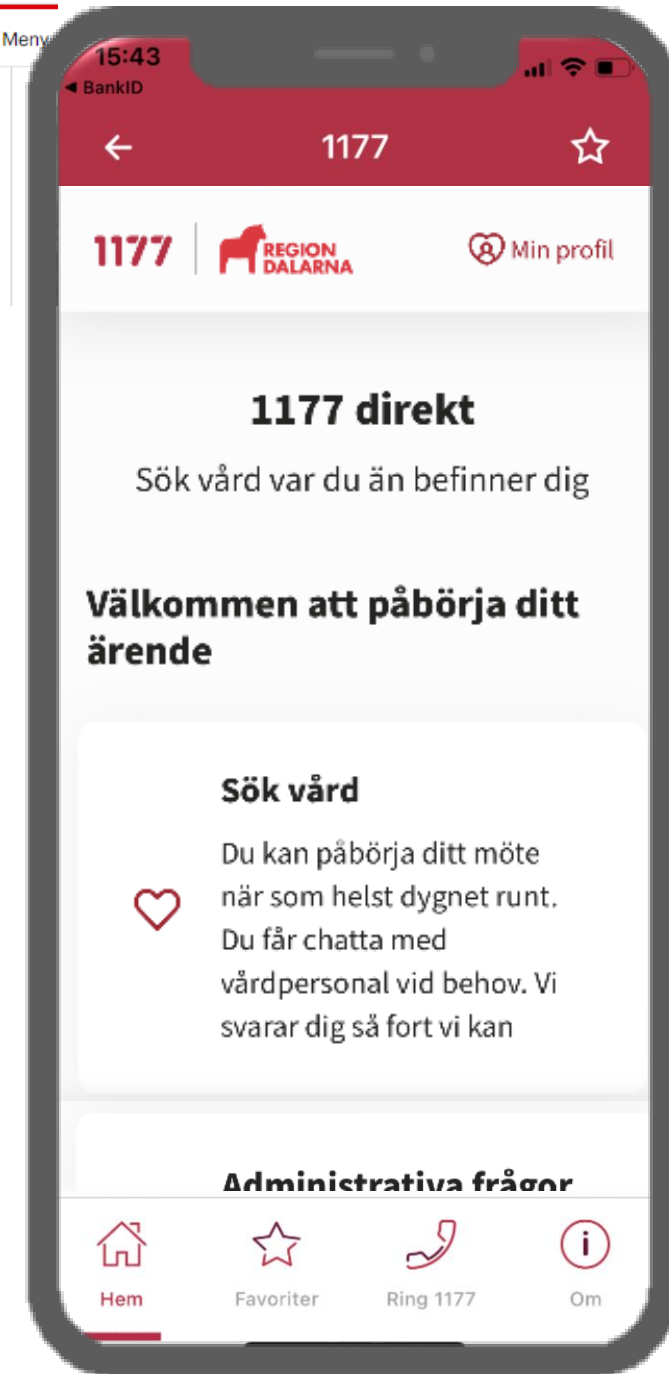 Meny
15:43
◀ BankID
1177
1177
REGION
DALARNA
Min profil
1177 direkt
Sök vård var du än befinner dig
Välkommen att påbörja ditt
ärende
Sök vård
Du kan påbörja ditt möte
när som helst dygnet runt.
Du får chatta med
vårdpersonal vid behov. Vi
svarar dig så fort vi kan
Administrativa frågor
Hem
Favoriter
Ring 1177
Om